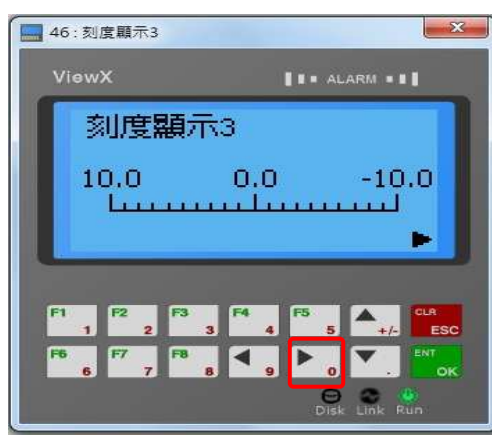 46 : 刻度顯示3
ViewX ALARM
刻度顯示3
10.0 0.0 -10.0
F1 1 F2 2 F3 3 F4 4 F5 5 +/- CLR ESC
F6 6 F7 7 F8 8 9 0 . ENT OK
Disk Link Run